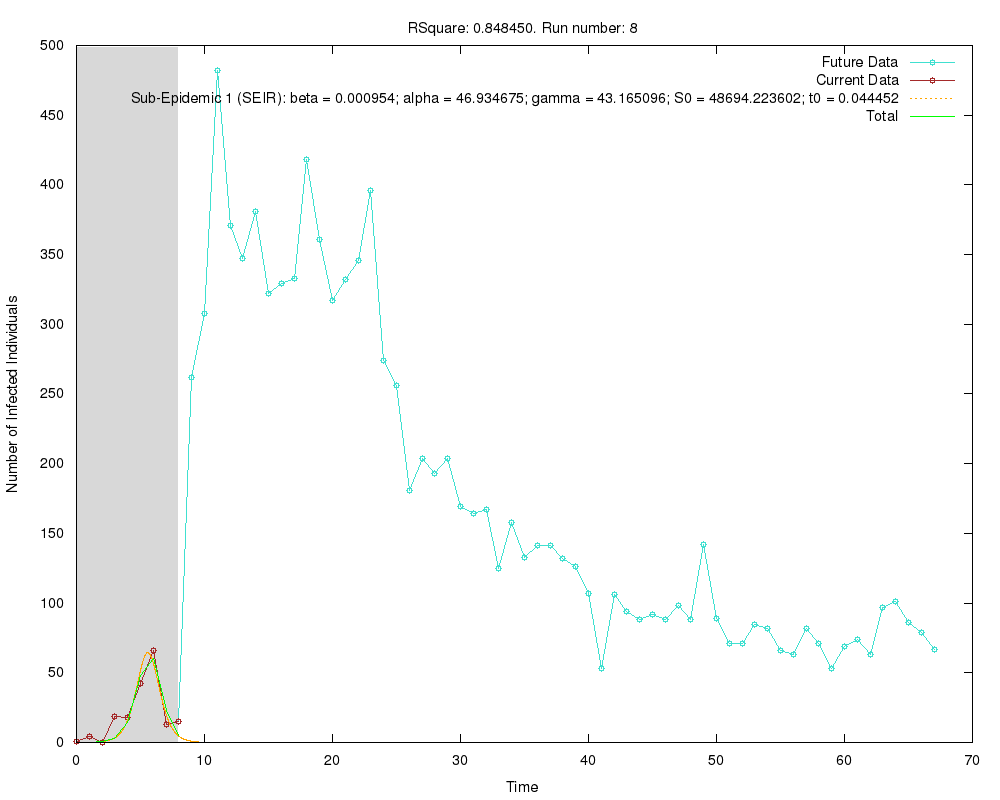 RSquare: 0.848450. Run number: 8
Future Data
Current Data
Sub-Epidemic 1 (SEIR): beta = 0.000954; alpha = 46.934675; gamma = 43.165096; S0 = 48694.223602; t0 = 0.044452
Total
500
450
400
350
300
250
200
150
100
50
0
Number of Infected Individuals
0 10 20 30 40 50 60 70
Time